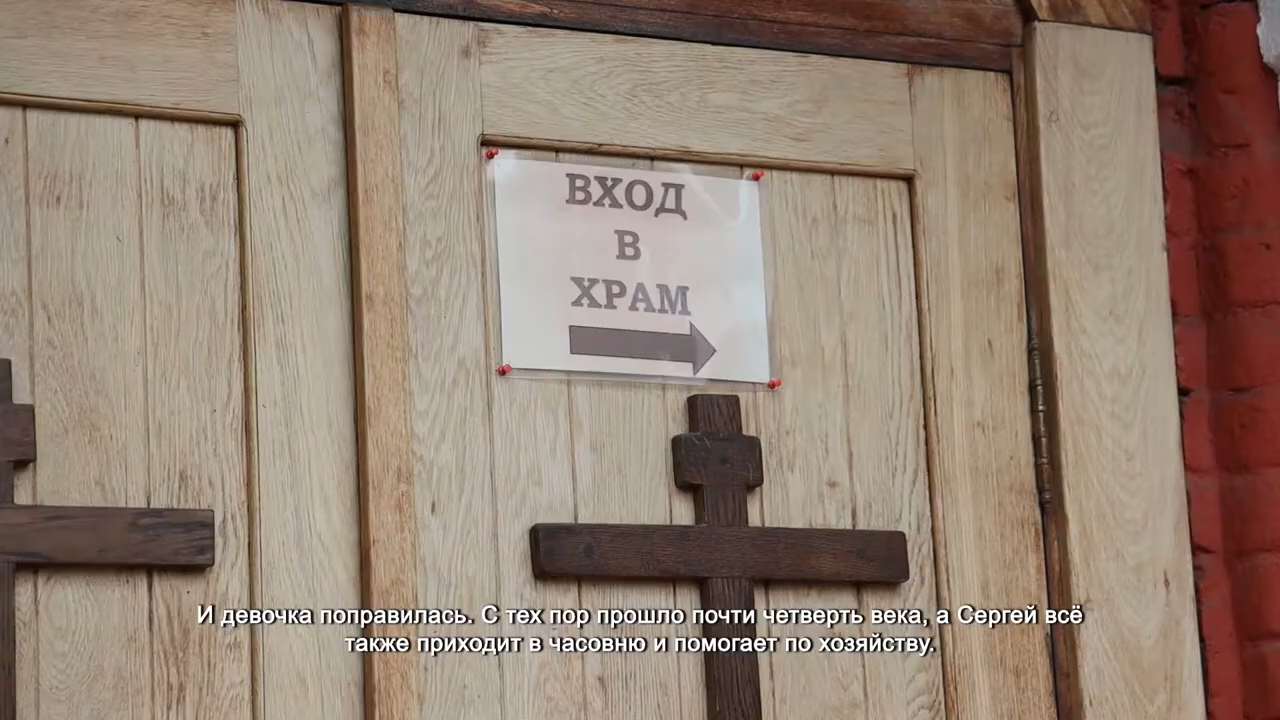 ВХОД
В
ХРАМ
И девочка поправилась. С тех пор прошло почти четверть века, а Сергей всё
также приходит в часовню и помогает по хозяйству.